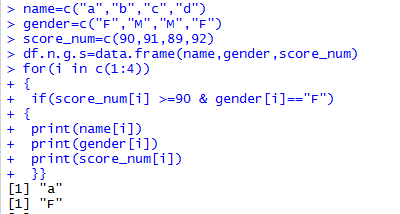 > name=c("a","b","c","d")
> gender=c("F","M","M","F")
> score_num=c(90,91,89,92)
> df.n.g.s=data.frame(name,gender,score_num)
> for(i in c(1:4))
+ {
+  if(score_num[i] >=90 & gender[i]=="F")
+ {
+  print(name[i])
+  print(gender[i])
+  print(score_num[i])
+  }}
[1] "a"
[1] "F"